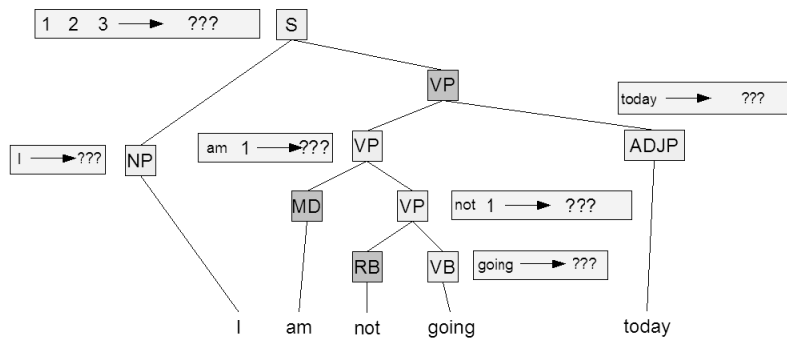 1 2 3 ⟶ ??? S
VP
today ⟶ ???
I ⟶ ??? NP am 1 ⟶ ??? VP ADJP
MD VP not 1 ⟶ ???
RB VB going ⟶ ???
I am not going today